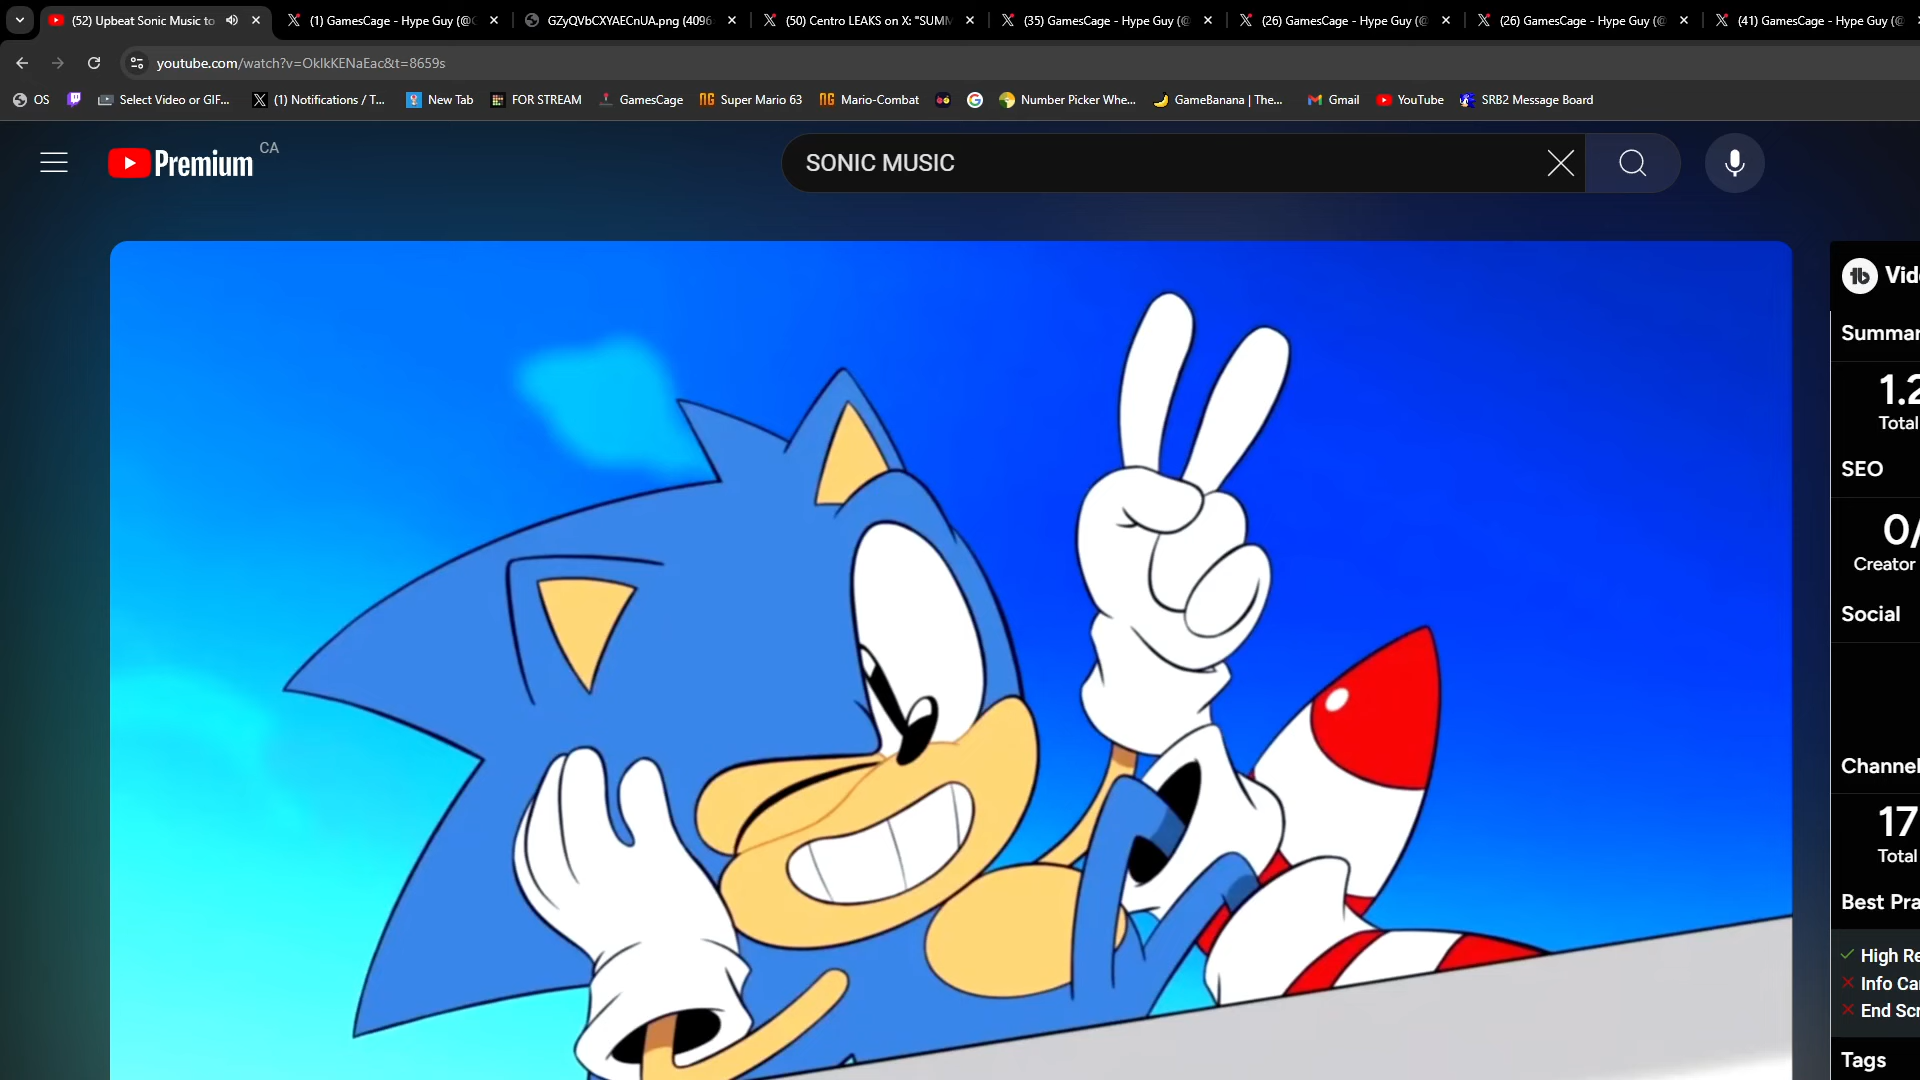 (52) Upbeat Sonic Music to
(1) GamesCage - Hype Guy (@
GZyQVbCXYAECnUA.png (4096
(50) Centro LEAKS on X: "SUMM
(35) GamesCage - Hype Guy (@
(26) GamesCage - Hype Guy (@
(26) GamesCage - Hype Guy (@
(41) GamesCage - Hype Guy (@
youtube.com/watch?v=OklkKENaEac&t=8659s
OS
Select Video or GIF...
(1) Notifications / T...
New Tab
FOR STREAM
GamesCage
Super Mario 63
Mario-Combat
Number Picker Whe...
GameBanana | The...
Gmail
YouTube
SRB2 Message Board
Premium CA
SONIC MUSIC
Vid
Summar
1.2
Total
SEO
0/
Creator
Social
Channel
17
Total
Best Pra
High Re
Info Ca
End Scr
Tags